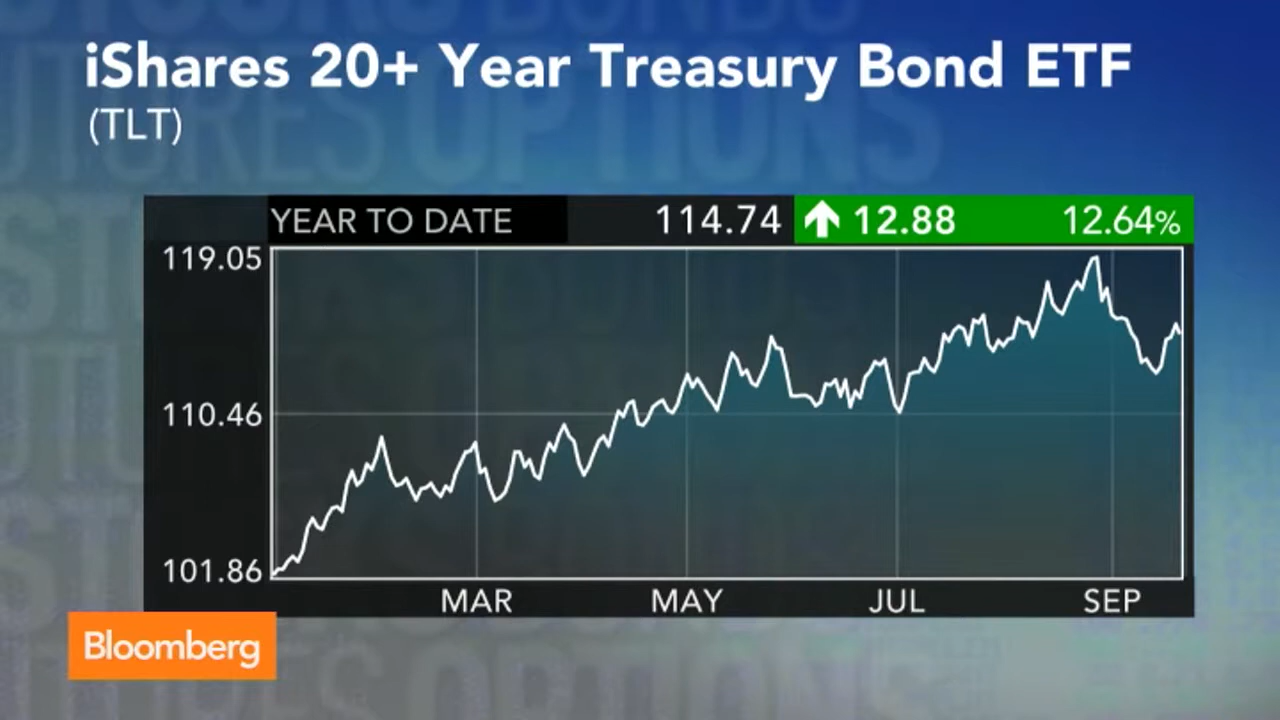 iShares 20+ Year Treasury Bond ETF
(TLT)
YEAR TO DATE 114.74 12.88 12.64%
119.05
110.46
101.86
MAR MAY JUL SEP
Bloomberg